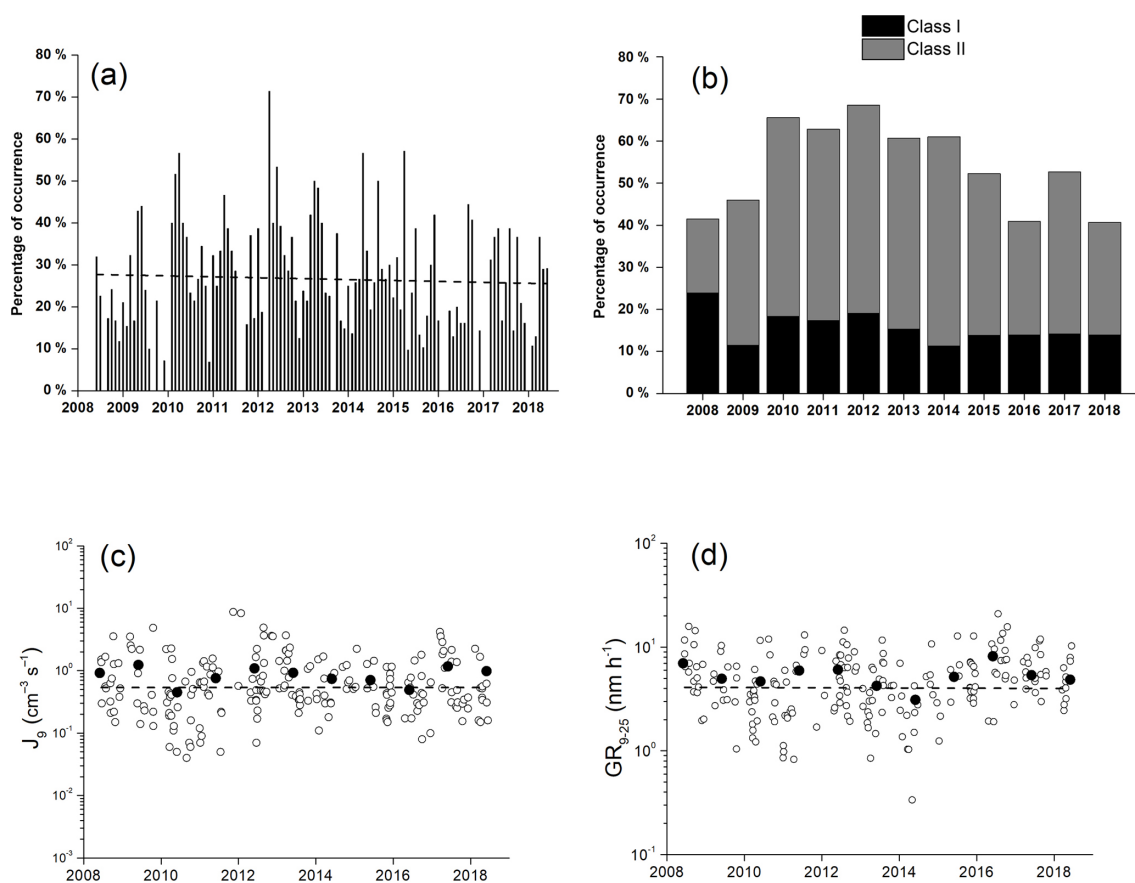 Class I
Class II
(a)
80 %
70 %
60 %
50 %
40 %
30 %
20 %
10 %
0 %
Percentage of occurrence
2008 2009 2010 2011 2012 2013 2014 2015 2016 2017 2018
(b)
80 %
70 %
60 %
50 %
40 %
30 %
20 %
10 %
0 %
Percentage of occurrence
2008 2009 2010 2011 2012 2013 2014 2015 2016 2017 2018
(c)
10²
10¹
10⁰
10⁻¹
10⁻²
10⁻³
J₉ (cm⁻³ s⁻¹)
2008 2010 2012 2014 2016 2018
(d)
10²
10¹
10⁰
10⁻¹
GR₉₋₂₅ (nm h⁻¹)
2008 2010 2012 2014 2016 2018